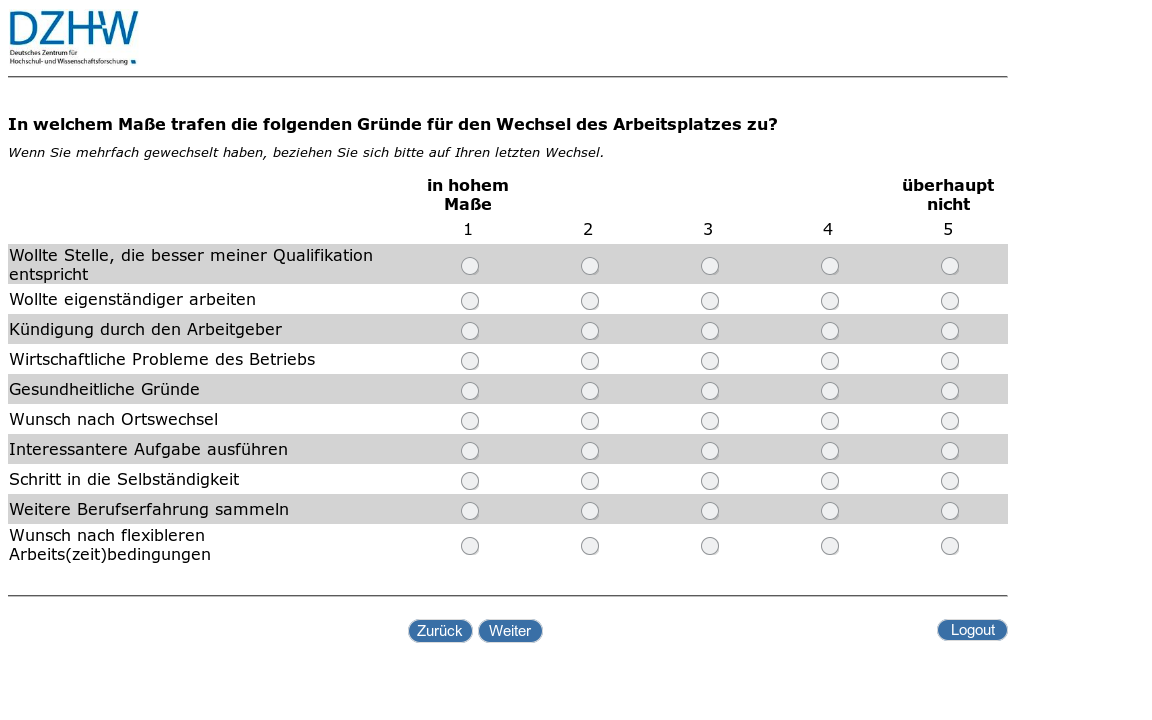 DZHW
Deutsches Zentrum für
Hochschul- und Wissenschaftsforschung
In welchem Maße trafen die folgenden Gründe für den Wechsel des Arbeitsplatzes zu?
Wenn Sie mehrfach gewechselt haben, beziehen Sie sich bitte auf Ihren letzten Wechsel.
in hohem Maße
überhaupt nicht
1 2 3 4 5
Wollte Stelle, die besser meiner Qualifikation
entspricht
Wollte eigenständiger arbeiten
Kündigung durch den Arbeitgeber
Wirtschaftliche Probleme des Betriebs
Gesundheitliche Gründe
Wunsch nach Ortswechsel
Interessantere Aufgabe ausführen
Schritt in die Selbständigkeit
Weitere Berufserfahrung sammeln
Wunsch nach flexibleren
Arbeits(zeit)bedingungen
Zurück Weiter Logout